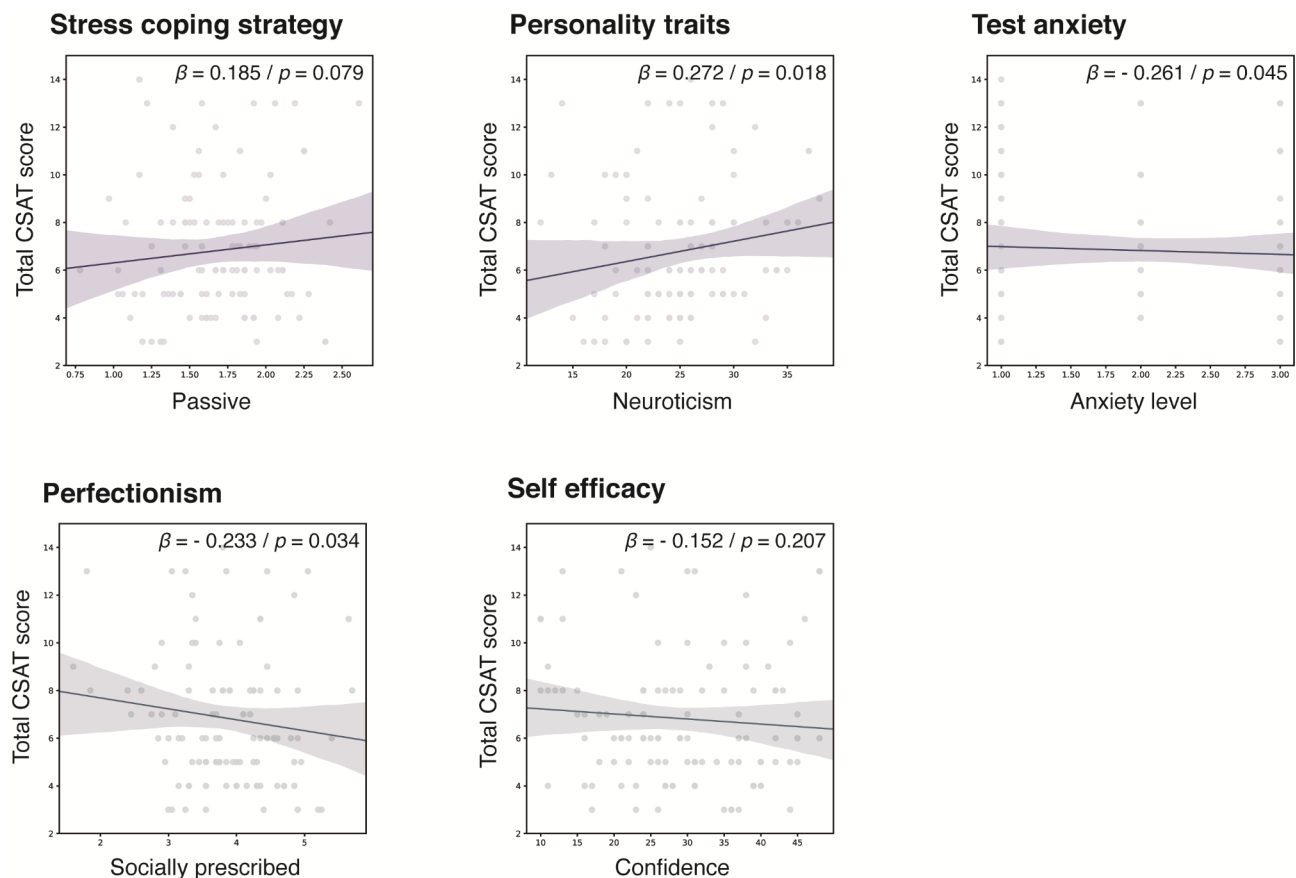 Stress coping strategy
β = 0.185 / p = 0.079
Total CSAT score
14
12
10
8
6
4
2
0.75 1.00 1.25 1.50 1.75 2.00 2.25 2.50
Passive
Personality traits
β = 0.272 / p = 0.018
Total CSAT score
14
12
10
8
6
4
2
15 20 25 30 35
Neuroticism
Test anxiety
β = - 0.261 / p = 0.045
Total CSAT score
14
12
10
8
6
4
2
1.00 1.25 1.50 1.75 2.00 2.25 2.50 2.75 3.00
Anxiety level
Perfectionism
β = - 0.233 / p = 0.034
Total CSAT score
14
12
10
8
6
4
2
2 3 4 5
Socially prescribed
Self efficacy
β = - 0.152 / p = 0.207
Total CSAT score
14
12
10
8
6
4
2
10 15 20 25 30 35 40 45
Confidence